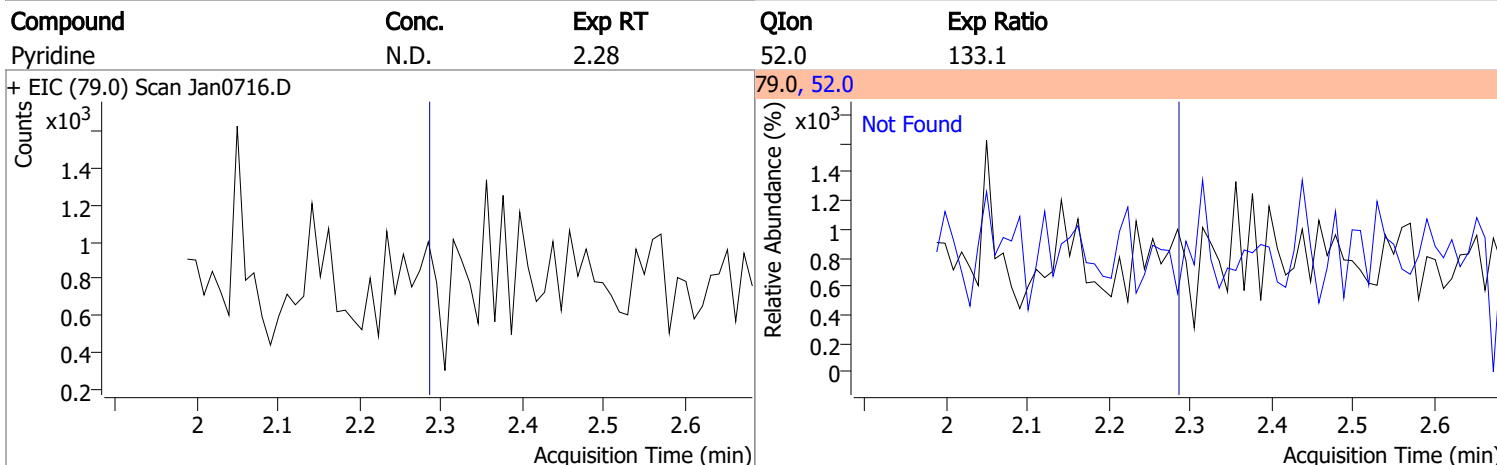 Compound Conc. Exp RT QIon Exp Ratio
Pyridine N.D. 2.28 52.0 133.1
+ EIC (79.0) Scan Jan0716.D
Counts
x10³
1.4
1.2
1
0.8
0.6
0.4
0.2
2 2.1 2.2 2.3 2.4 2.5 2.6
Acquisition Time (min)
79.0, 52.0
Relative Abundance (%)
x10³
Not Found
1.4
1.2
1
0.8
0.6
0.4
0.2
0
2 2.1 2.2 2.3 2.4 2.5 2.6
Acquisition Time (min)